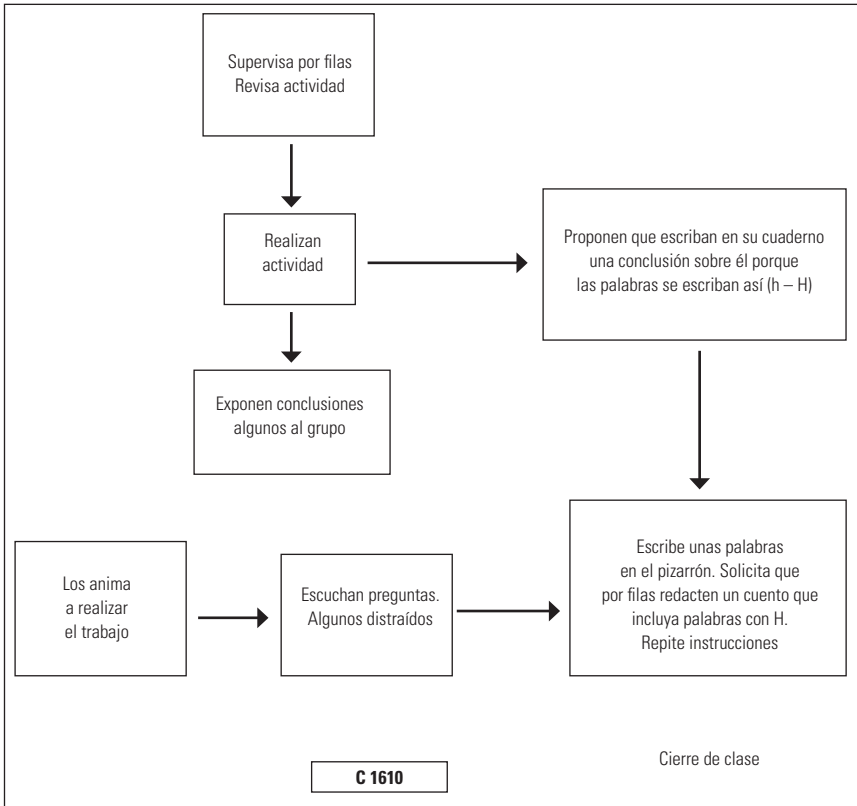 Supervisa por filas
Revisa actividad
Realizan
actividad
Proponen que escriban en su cuaderno
una conclusión sobre él porque
las palabras se escriban así (h – H)
Exponen conclusiones
algunos al grupo
Los anima
a realizar
el trabajo
Escuchan preguntas.
Algunos distraídos
Escribe unas palabras
en el pizarrón. Solicita que
por filas redacten un cuento que
incluya palabras con H.
Repite instrucciones
C 1610
Cierre de clase